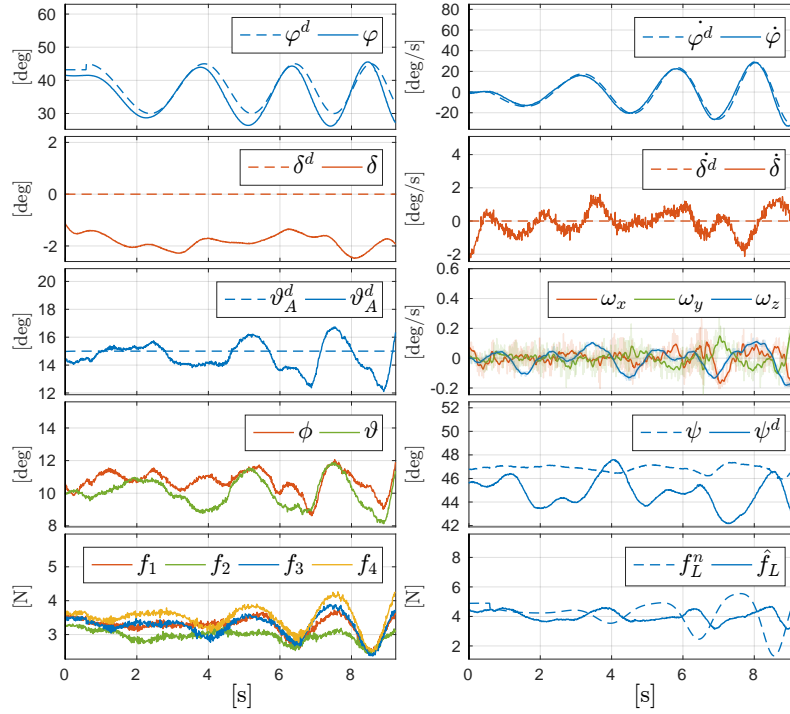 60
50
40
30
[deg]
φ^d φ
80
60
40
20
0
-20
[deg/s]
φ̇^d φ̇
2
0
-2
[deg]
δ^d δ
4
2
0
-2
[deg/s]
δ̇^d δ̇
20
18
16
14
12
[deg]
ϑ_A^d ϑ_A^d
0.6
0.4
0.2
0
-0.2
[deg/s]
ω_x ω_y ω_z
14
12
10
8
[deg]
ϕ ϑ
52
50
48
46
44
42
[deg]
ψ ψ^d
5
4
3
[N]
f_1 f_2 f_3 f_4
0 2 4 6 8
[s]
8
6
4
2
[N]
f_L^n f̂_L
0 2 4 6 8
[s]